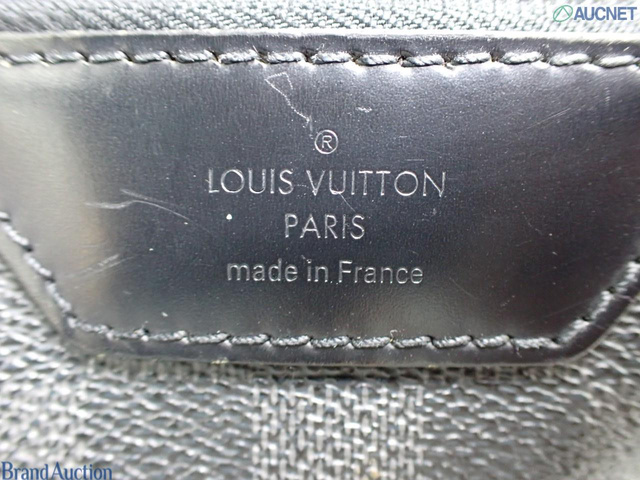 AUCNET
®
LOUIS VUITTON
PARIS
made in France
BrandAuction